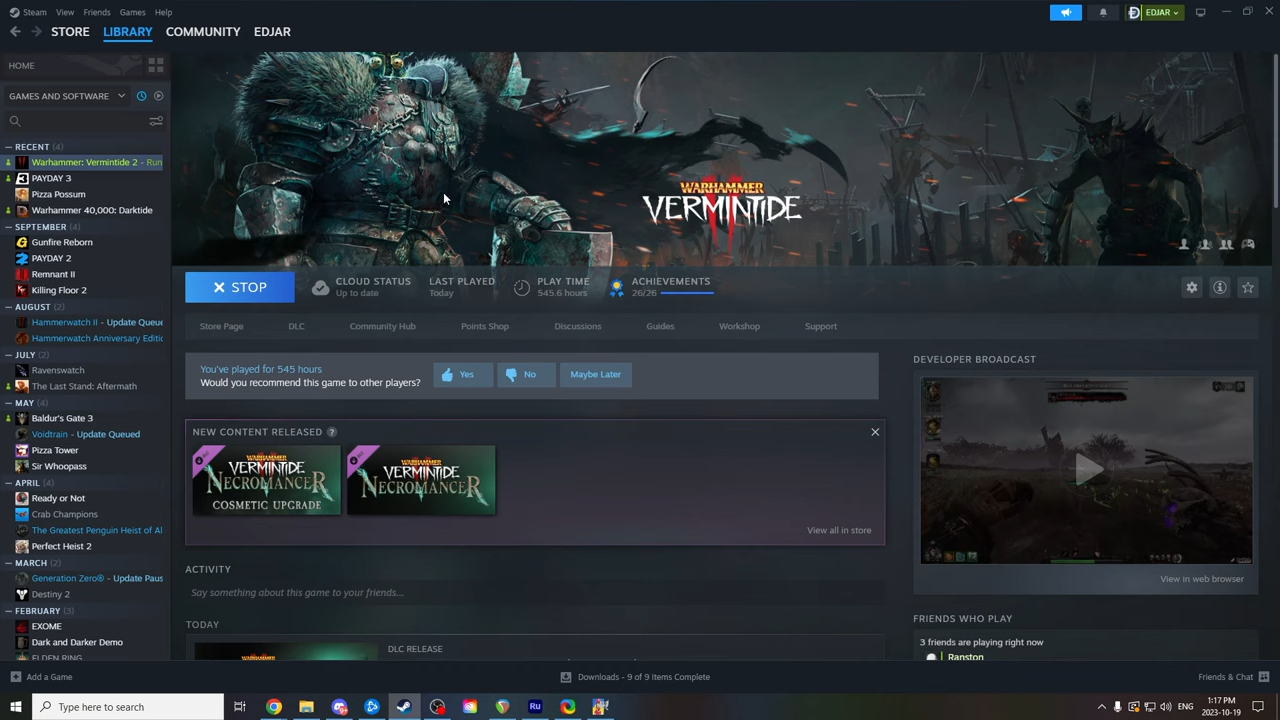 Steam View Friends Games Help
EDJAR
STORE LIBRARY COMMUNITY EDJAR
HOME
GAMES AND SOFTWARE
RECENT (4)
Warhammer: Vermintide 2 - Run
PAYDAY 3
Pizza Possum
Warhammer 40,000: Darktide
SEPTEMBER (4)
Gunfire Reborn
PAYDAY 2
Remnant II
Killing Floor 2
AUGUST (2)
Hammerwatch II - Update Queue
Hammerwatch Anniversary Editic
JULY (2)
Ravenswatch
The Last Stand: Aftermath
MAY (4)
Baldur's Gate 3
Voidtrain - Update Queued
Pizza Tower
Sir Whoopass
APRIL (4)
Ready or Not
Crab Champions
The Greatest Penguin Heist of Al
Perfect Heist 2
MARCH (2)
Generation Zero® - Update Paus
Destiny 2
FEBRUARY (3)
EXOME
Dark and Darker Demo
ELDEN RING
WARHAMMER
VERMINTIDE
STOP
CLOUD STATUS
Up to date
LAST PLAYED
Today
PLAY TIME
545.6 hours
ACHIEVEMENTS
26/26
Store Page DLC Community Hub Points Shop Discussions Guides Workshop Support
You've played for 545 hours
Would you recommend this game to other players?
Yes No Maybe Later
NEW CONTENT RELEASED ?
WARHAMMER
VERMINTIDE
NECROMANCER
COSMETIC UPGRADE
WARHAMMER
VERMINTIDE
NECROMANCER
View all in store
ACTIVITY
Say something about this game to your friends...
TODAY
DLC RELEASE
DEVELOPER BROADCAST
View in web browser
FRIENDS WHO PLAY
3 friends are playing right now
Ranston
Add a Game
Downloads - 9 of 9 Items Complete
Friends & Chat
Type here to search
Ru
ENG
1:17 PM
2023-10-19